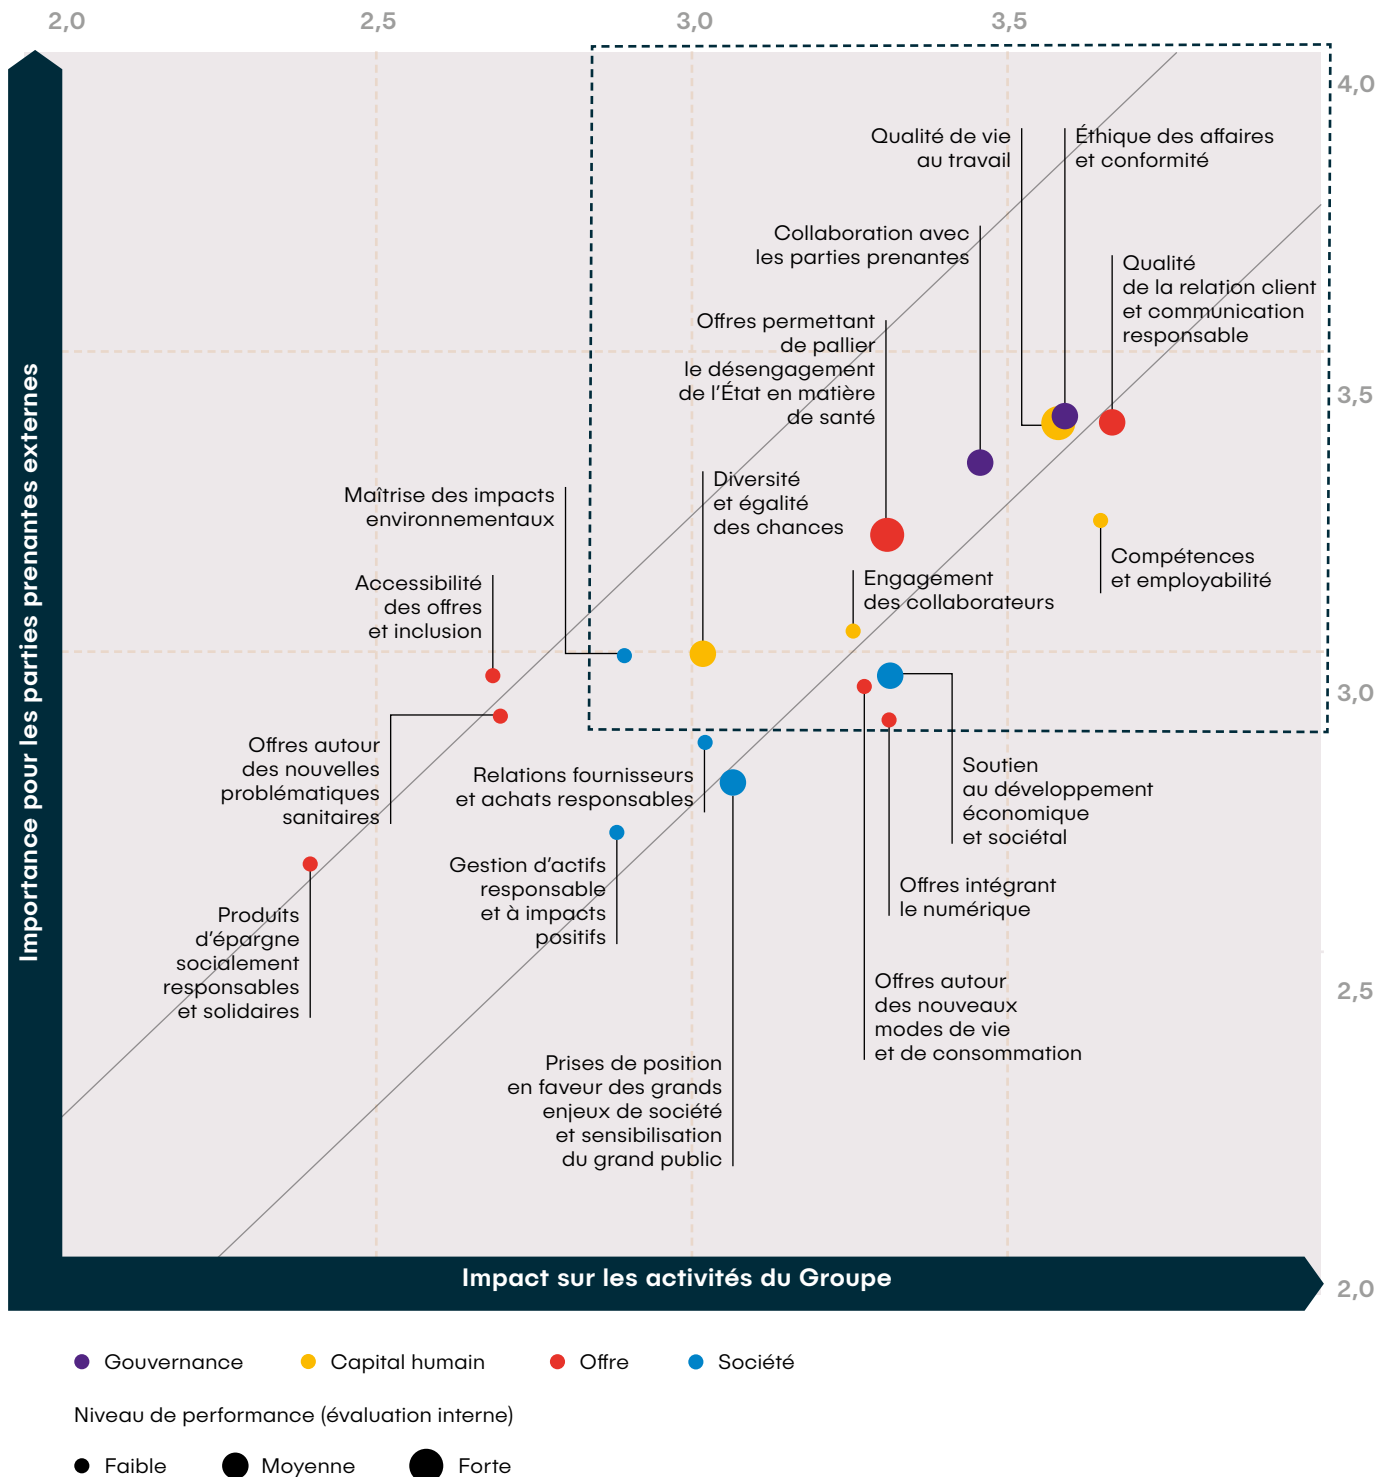 2,0
2,5
3,0
3,5
4,0
3,5
3,0
2,5
2,0
Importance pour les parties prenantes externes
Qualité de vie
au travail
Éthique des affaires
et conformité
Collaboration avec
les parties prenantes
Qualité
de la relation client
et communication
responsable
Offres permettant
de pallier
le désengagement
de l’État en matière
de santé
Diversité
et égalité
des chances
Maîtrise des impacts
environnementaux
Compétences
et employabilité
Accessibilité
des offres
et inclusion
Engagement
des collaborateurs
Offres autour
des nouvelles
problématiques
sanitaires
Relations fournisseurs
et achats responsables
Soutien
au développement
économique
et sociétal
Gestion d’actifs
responsable
et à impacts
positifs
Offres intégrant
le numérique
Produits
d’épargne
socialement
responsables
et solidaires
Offres autour
des nouveaux
modes de vie
et de consommation
Prises de position
en faveur des grands
enjeux de société
et sensibilisation
du grand public
Impact sur les activités du Groupe
Gouvernance
Capital humain
Offre
Société
Niveau de performance (évaluation interne)
Faible
Moyenne
Forte